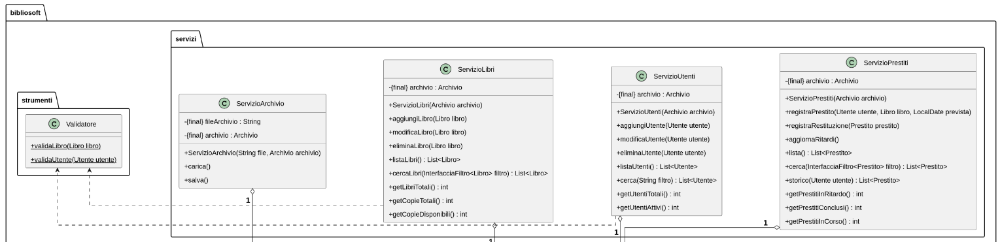 bibliosoft
servizi
strumenti
C Validatore
+validaLibro(Libro libro)
+validaUtente(Utente utente)
C ServizioArchivio
-{final} fileArchivio : String
-{final} archivio : Archivio
+ServizioArchivio(String file, Archivio archivio)
+carica()
+salva()
1
C ServizioLibri
-{final} archivio : Archivio
+ServizioLibri(Archivio archivio)
+aggiungiLibro(Libro libro)
+modificaLibro(Libro libro)
+eliminaLibro(Libro libro)
+listaLibri() : List<Libro>
+cercaLibri(InterfacciaFiltro<Libro> filtro) : List<Libro>
+getLibriTotali() : int
+getCopieTotali() : int
+getCopieDisponibili() : int
1
C ServizioUtenti
-{final} archivio : Archivio
+ServizioUtenti(Archivio archivio)
+aggiungiUtente(Utente utente)
+modificaUtente(Utente utente)
+eliminaUtente(Utente utente)
+listaUtenti() : List<Utente>
+cerca(String filtro) : List<Utente>
+getUtentiTotali() : int
+getUtentiAttivi() : int
1
C ServizioPrestiti
-{final} archivio : Archivio
+ServizioPrestiti(Archivio archivio)
+registraPrestito(Utente utente, Libro libro, LocalDate prevista)
+registraRestituzione(Prestito prestito)
+aggiornaRitardi()
+lista() : List<Prestito>
+cerca(InterfacciaFiltro<Prestito> filtro) : List<Prestito>
+storico(Utente utente) : List<Prestito>
+getPrestitiInRitardo() : int
+getPrestitiConclusi() : int
+getPrestitiInCorso() : int
1